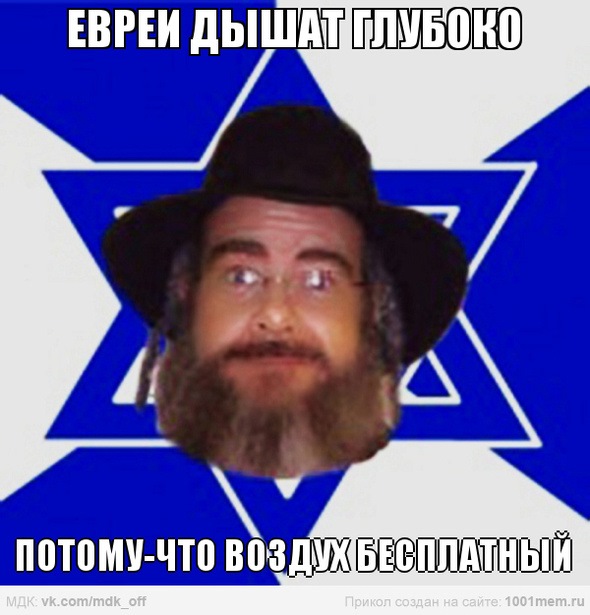 ЕВРЕИ ДЫШАТ ГЛУБОКО
ПОТОМУ-ЧТО ВОЗДУХ БЕСПЛАТНЫЙ
МДК: vk.com/mdk_off Прикол создан на сайте: 1001mem.ru